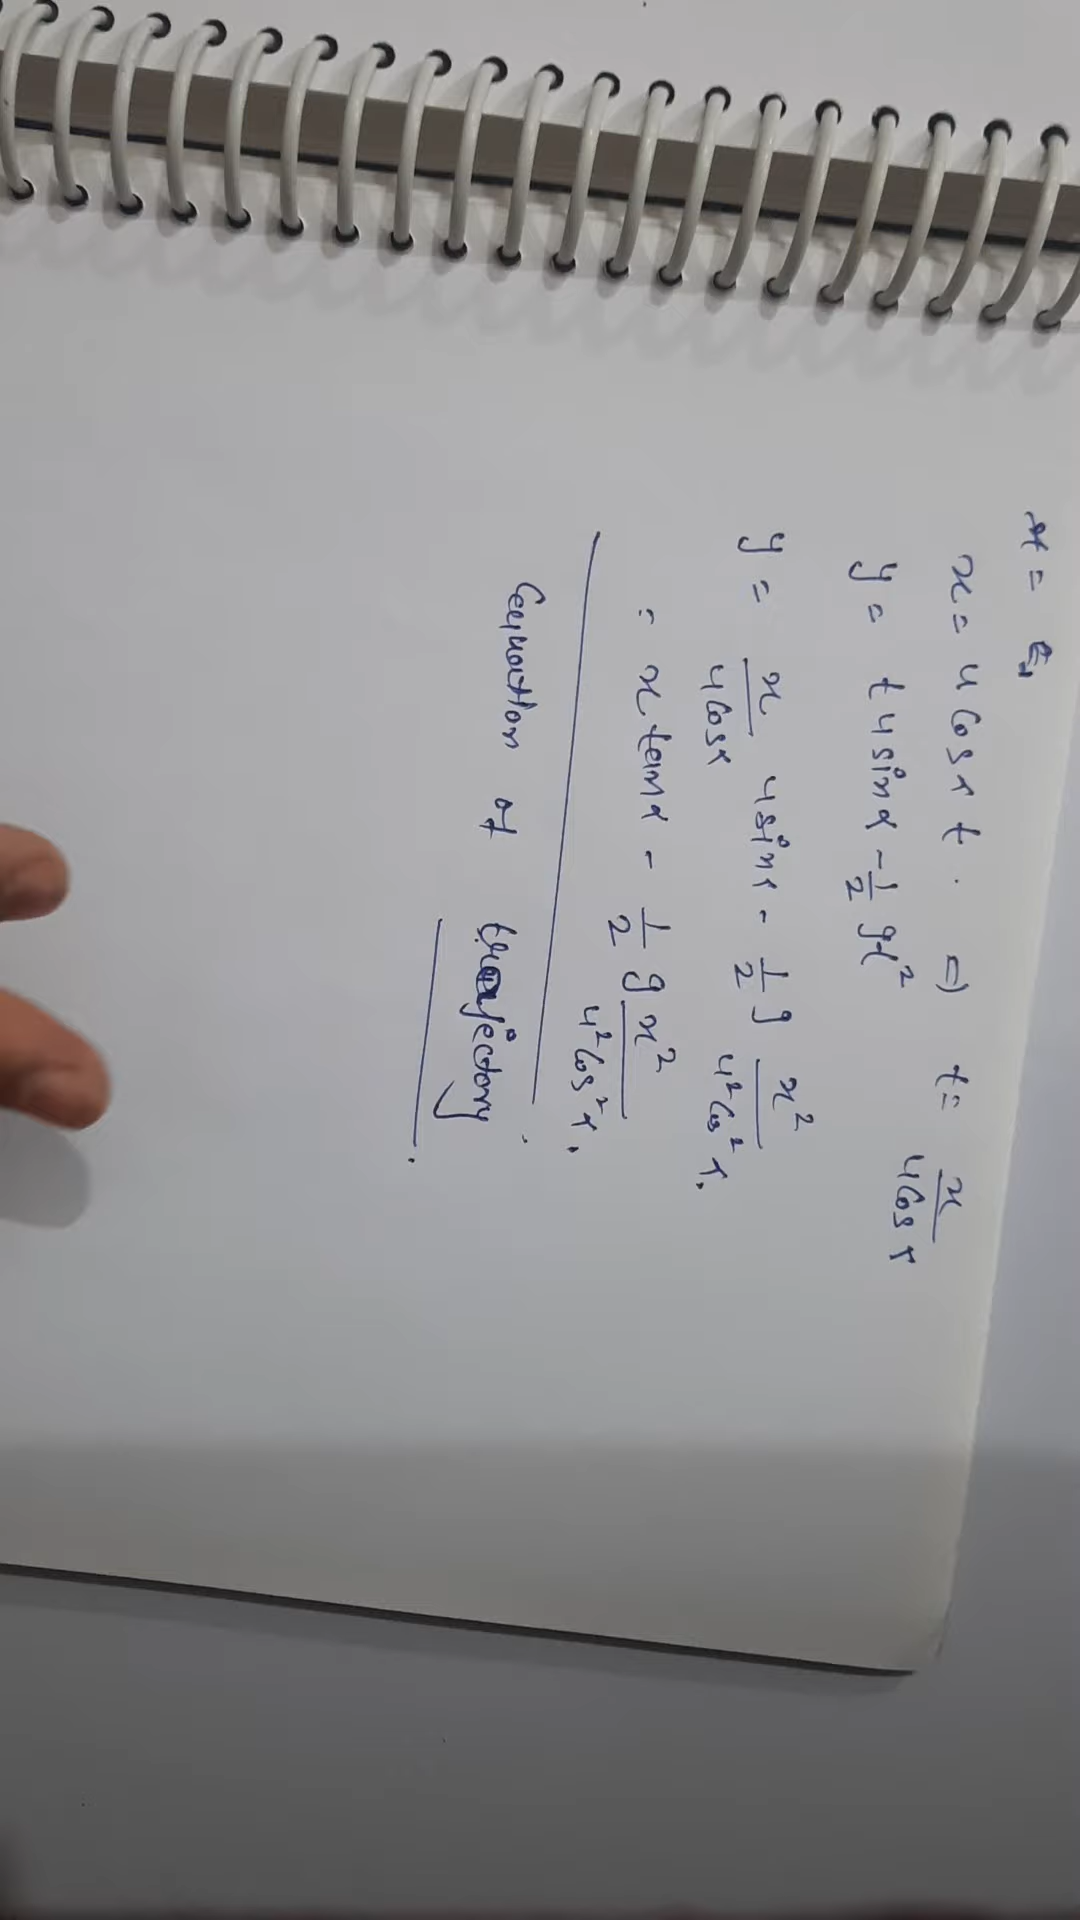 x = u cos α t . ⇒ t = x / u cos α
y = t u sin α - 1/2 gt²
y = x / u cos α u sin α - 1/2 g x² / u² cos² α.
= x tan α - 1/2 g x² / u² cos² α.
Equation of trajectory.